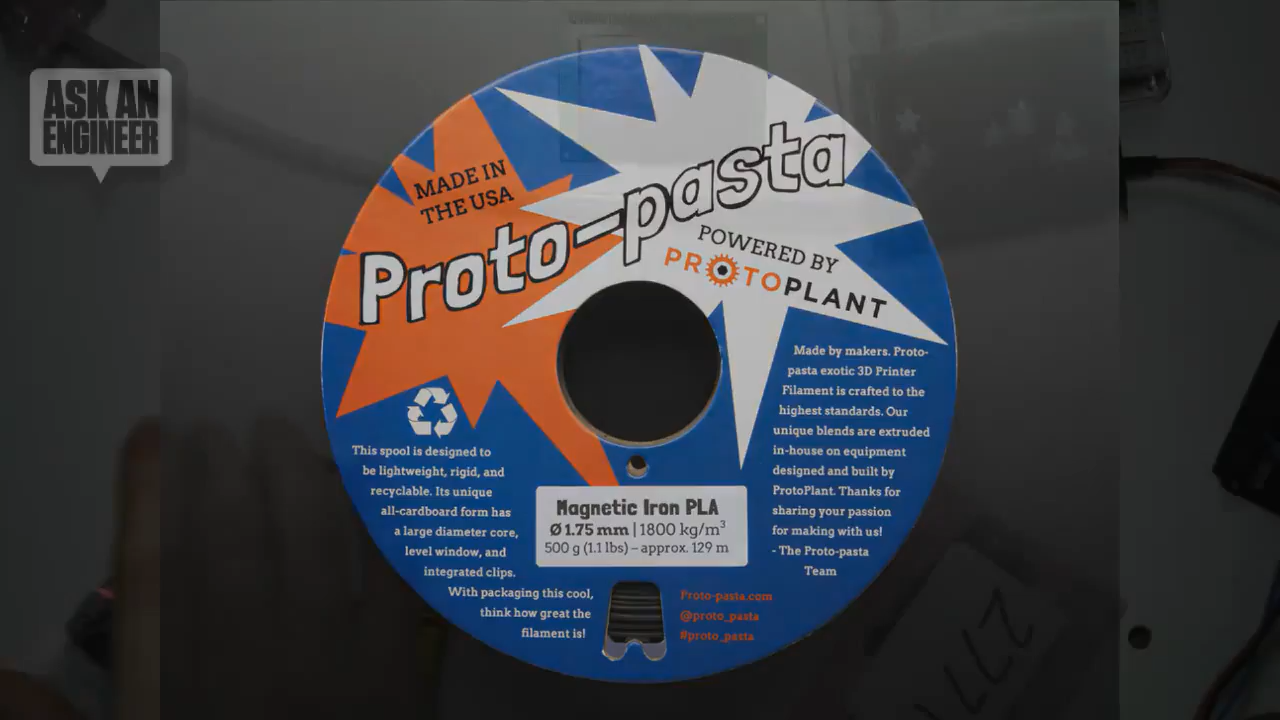 ASK AN
ENGINEER
MADE IN
THE USA
Proto-pasta
POWERED BY
PROTOPLANT
Made by makers. Proto-
pasta exotic 3D Printer
Filament is crafted to the
highest standards. Our
unique blends are extruded
in-house on equipment
designed and built by
ProtoPlant. Thanks for
sharing your passion
for making with us!
- The Proto-pasta
Team
This spool is designed to
be lightweight, rigid, and
recyclable. Its unique
all-cardboard form has
a large diameter core,
level window, and
integrated clips.
With packaging this cool,
think how great the
filament is!
Magnetic Iron PLA
Ø 1.75 mm | 1800 kg/m³
500 g (1.1 lbs) – approx. 129 m
Proto-pasta.com
@proto_pasta
#proto_pasta